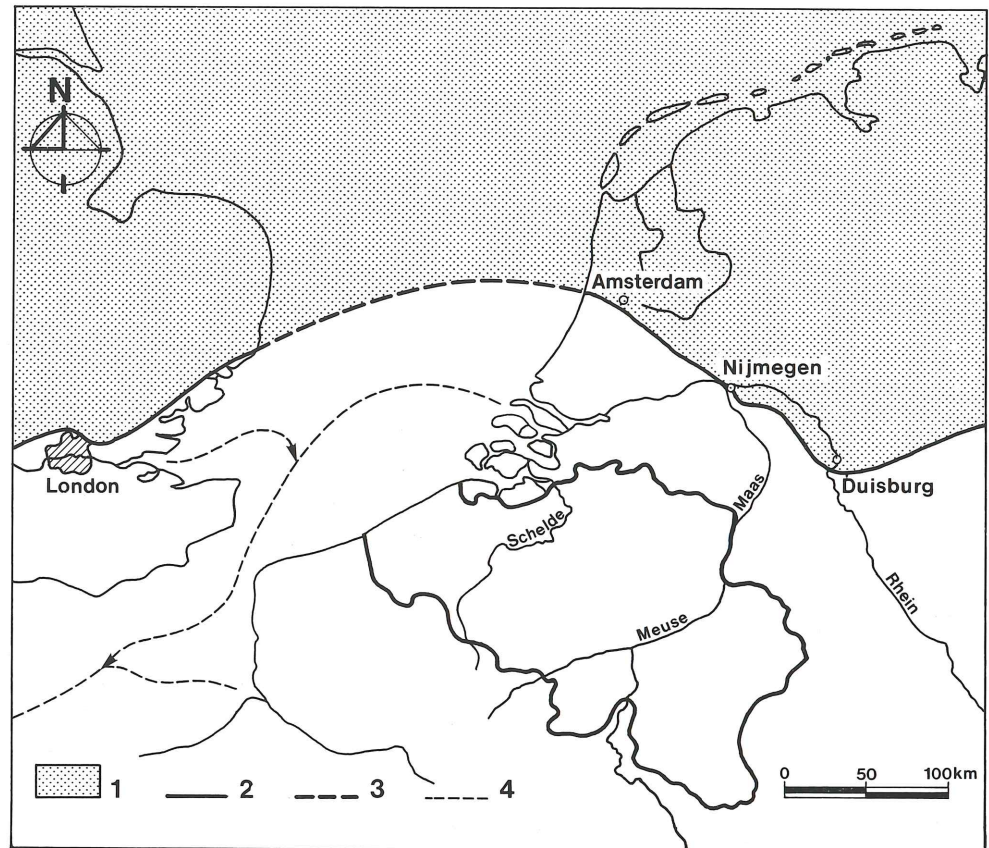 N
Amsterdam
Nijmegen
London
Duisburg
Maas
Schelde
Rhein
Meuse
1
2
3
4
0 50 100km